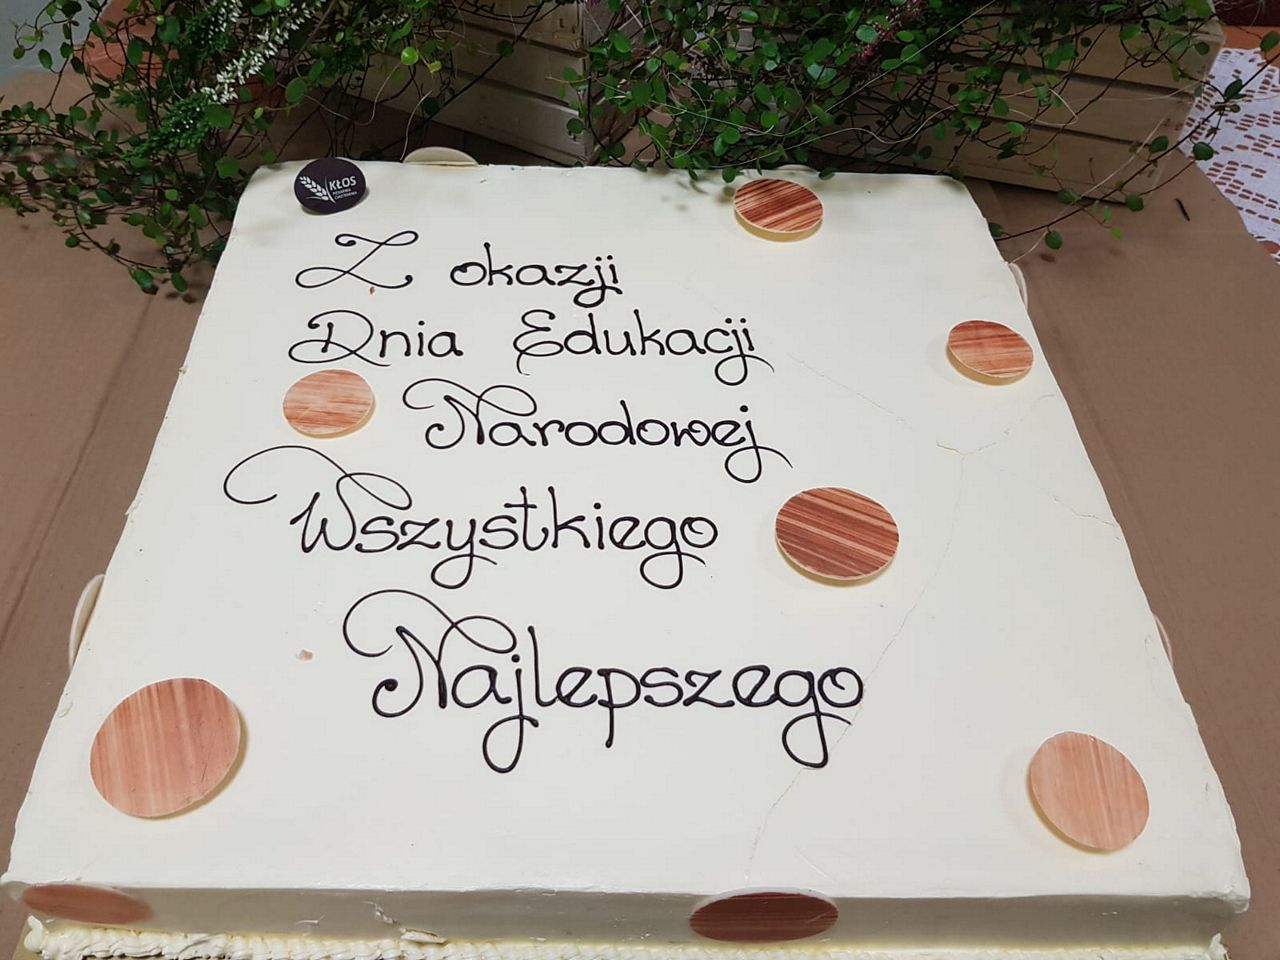 KŁOS
Z okazji
Dnia Edukacji
Narodowej
Wszystkiego
Najlepszego